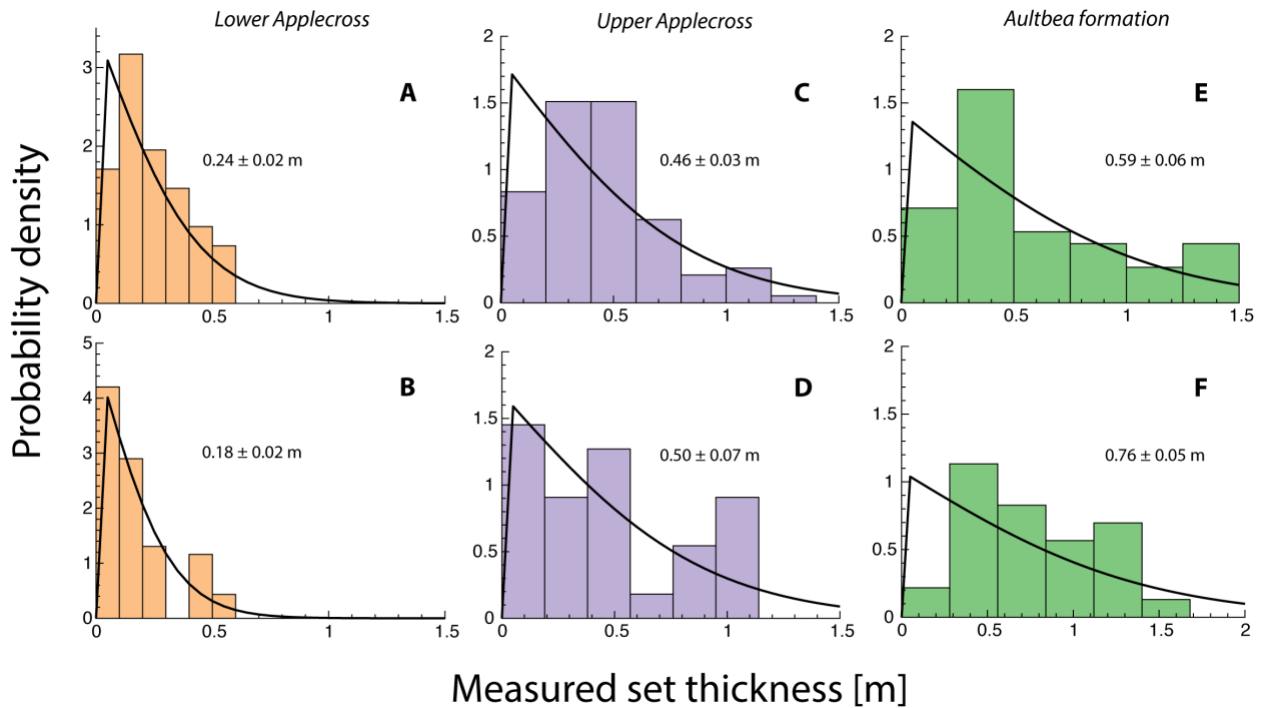 Lower Applecross
Upper Applecross
Aultbea formation
Probability density
A
0.24 ± 0.02 m
3
2
1
0
0 0.5 1 1.5
C
0.46 ± 0.03 m
2
1.5
1
0.5
0
0 0.5 1 1.5
E
0.59 ± 0.06 m
2
1.5
1
0.5
0
0 0.5 1 1.5
B
0.18 ± 0.02 m
5
4
3
2
1
0
0 0.5 1 1.5
D
0.50 ± 0.07 m
2
1.5
1
0.5
0
0 0.5 1 1.5
F
0.76 ± 0.05 m
2
1.5
1
0.5
0
0 0.5 1 1.5 2
Measured set thickness [m]